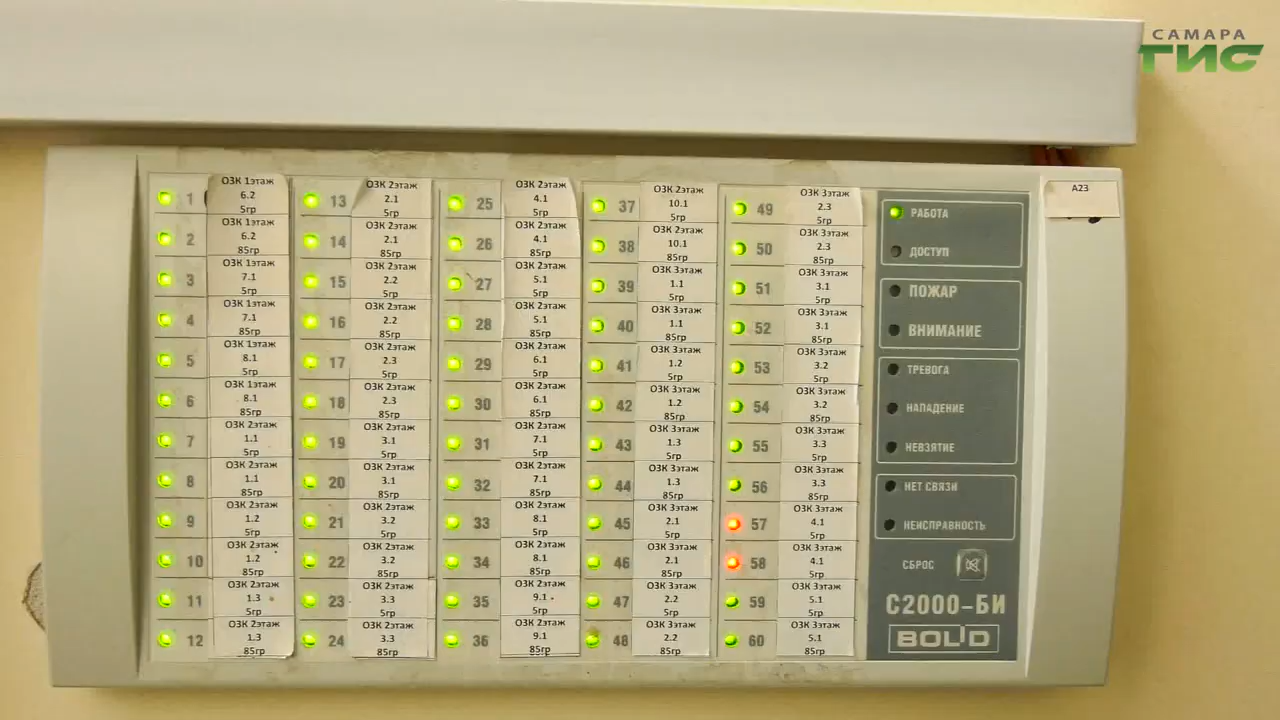 САМАРА
ГИС
A23
1
ОЗК 1этаж
6.2
5гр
2
ОЗК 1этаж
6.2
85гр
3
ОЗК 1этаж
7.1
5гр
4
ОЗК 1этаж
7.1
85гр
5
ОЗК 1этаж
8.1
5гр
6
ОЗК 1этаж
8.1
85гр
7
ОЗК 2этаж
1.1
5гр
8
ОЗК 2этаж
1.1
85гр
9
ОЗК 2этаж
1.2
5гр
10
ОЗК 2этаж
1.2
85гр
11
ОЗК 2этаж
1.3
5гр
12
ОЗК 2этаж
1.3
85гр
13
ОЗК 2этаж
2.1
5гр
14
ОЗК 2этаж
2.1
85гр
15
ОЗК 2этаж
2.2
5гр
16
ОЗК 2этаж
2.2
85гр
17
ОЗК 2этаж
2.3
5гр
18
ОЗК 2этаж
2.3
85гр
19
ОЗК 2этаж
3.1
5гр
20
ОЗК 2этаж
3.1
85гр
21
ОЗК 2этаж
3.2
5гр
22
ОЗК 2этаж
3.2
85гр
23
ОЗК 2этаж
3.3
5гр
24
ОЗК 2этаж
3.3
85гр
25
ОЗК 2этаж
4.1
5гр
26
ОЗК 2этаж
4.1
85гр
27
ОЗК 2этаж
5.1
5гр
28
ОЗК 2этаж
5.1
85гр
29
ОЗК 2этаж
6.1
5гр
30
ОЗК 2этаж
6.1
85гр
31
ОЗК 2этаж
7.1
5гр
32
ОЗК 2этаж
7.1
85гр
33
ОЗК 2этаж
8.1
5гр
34
ОЗК 2этаж
8.1
85гр
35
ОЗК 2этаж
9.1
5гр
36
ОЗК 2этаж
9.1
85гр
37
ОЗК 2этаж
10.1
5гр
38
ОЗК 2этаж
10.1
85гр
39
ОЗК 3этаж
1.1
5гр
40
ОЗК 3этаж
1.1
85гр
41
ОЗК 3этаж
1.2
5гр
42
ОЗК 3этаж
1.2
85гр
43
ОЗК 3этаж
1.3
5гр
44
ОЗК 3этаж
1.3
85гр
45
ОЗК 3этаж
2.1
5гр
46
ОЗК 3этаж
2.1
85гр
47
ОЗК 3этаж
2.2
5гр
48
ОЗК 3этаж
2.2
85гр
49
ОЗК 3этаж
2.3
5гр
50
ОЗК 3этаж
2.3
85гр
51
ОЗК 3этаж
3.1
5гр
52
ОЗК 3этаж
3.1
85гр
53
ОЗК 3этаж
3.2
5гр
54
ОЗК 3этаж
3.2
85гр
55
ОЗК 3этаж
3.3
5гр
56
ОЗК 3этаж
3.3
85гр
57
ОЗК 3этаж
4.1
5гр
58
ОЗК 3этаж
4.1
85гр
59
ОЗК 3этаж
5.1
5гр
60
ОЗК 3этаж
5.1
85гр
РАБОТА
ДОСТУП
ПОЖАР
ВНИМАНИЕ
ТРЕВОГА
НАПАДЕНИЕ
НЕВЗЯТИЕ
НЕТ СВЯЗИ
НЕИСПРАВНОСТЬ
СБРОС
С2000-БИ
BOLID